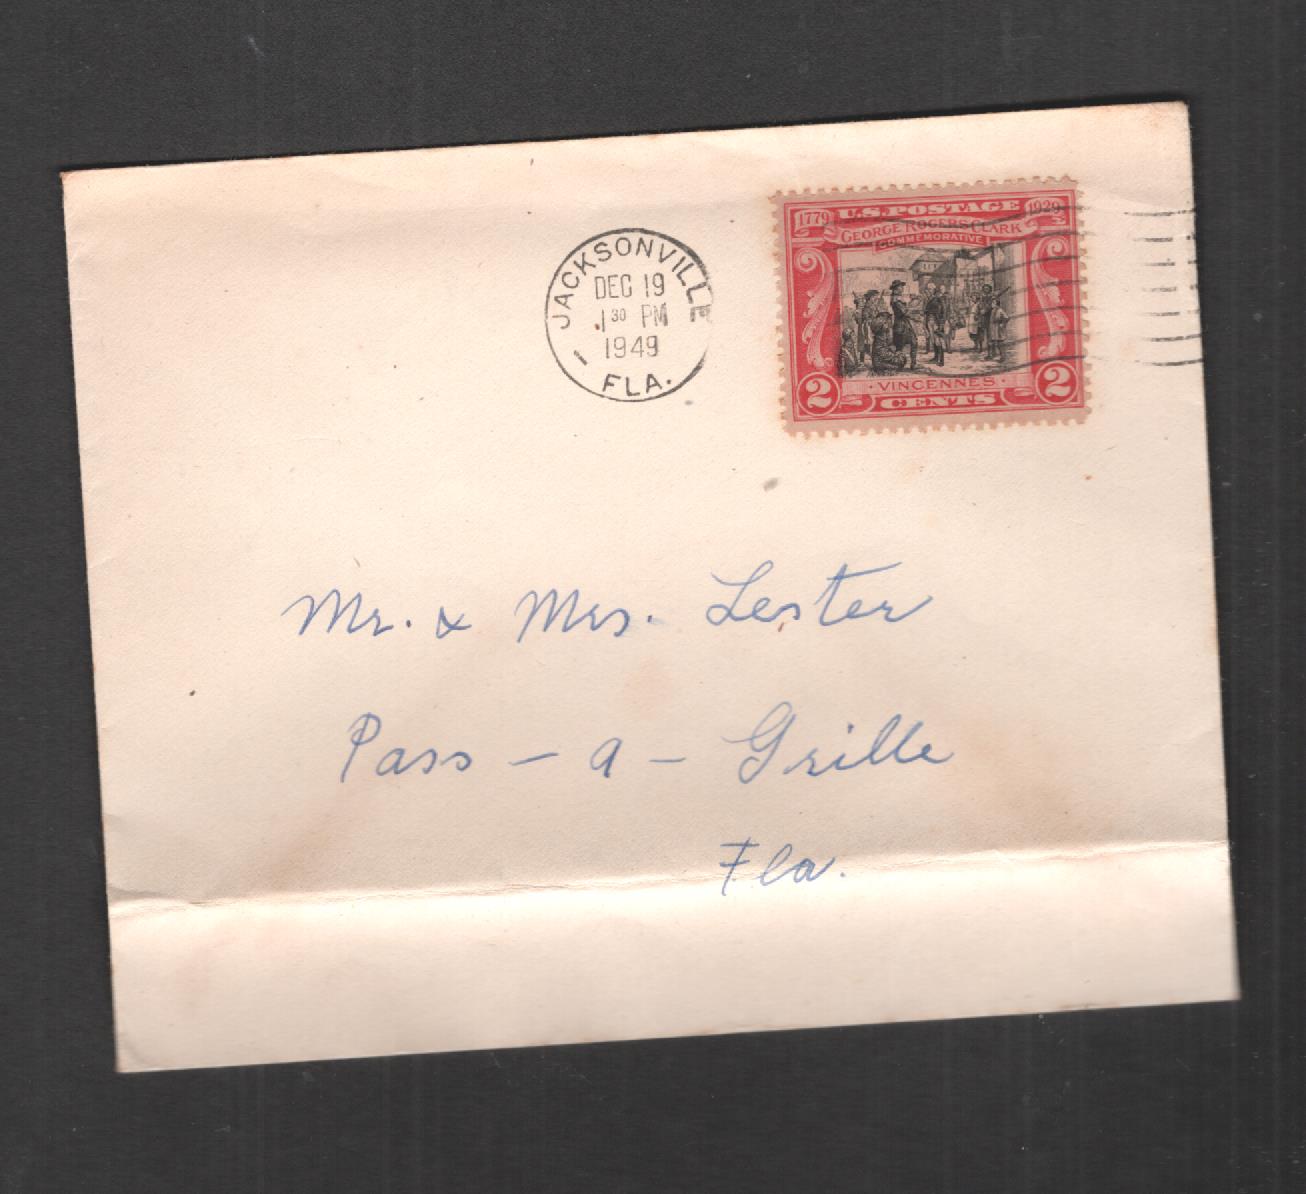 JACKSONVILLE
DEC 19
1 30 PM
1949
FLA.
1779 U.S. POSTAGE 1929
GEORGE ROGERS CLARK
COMMEMORATIVE
· VINCENNES ·
2 CENTS 2
Mr. & Mrs. Lester
Pass - a - Grille
Fla.